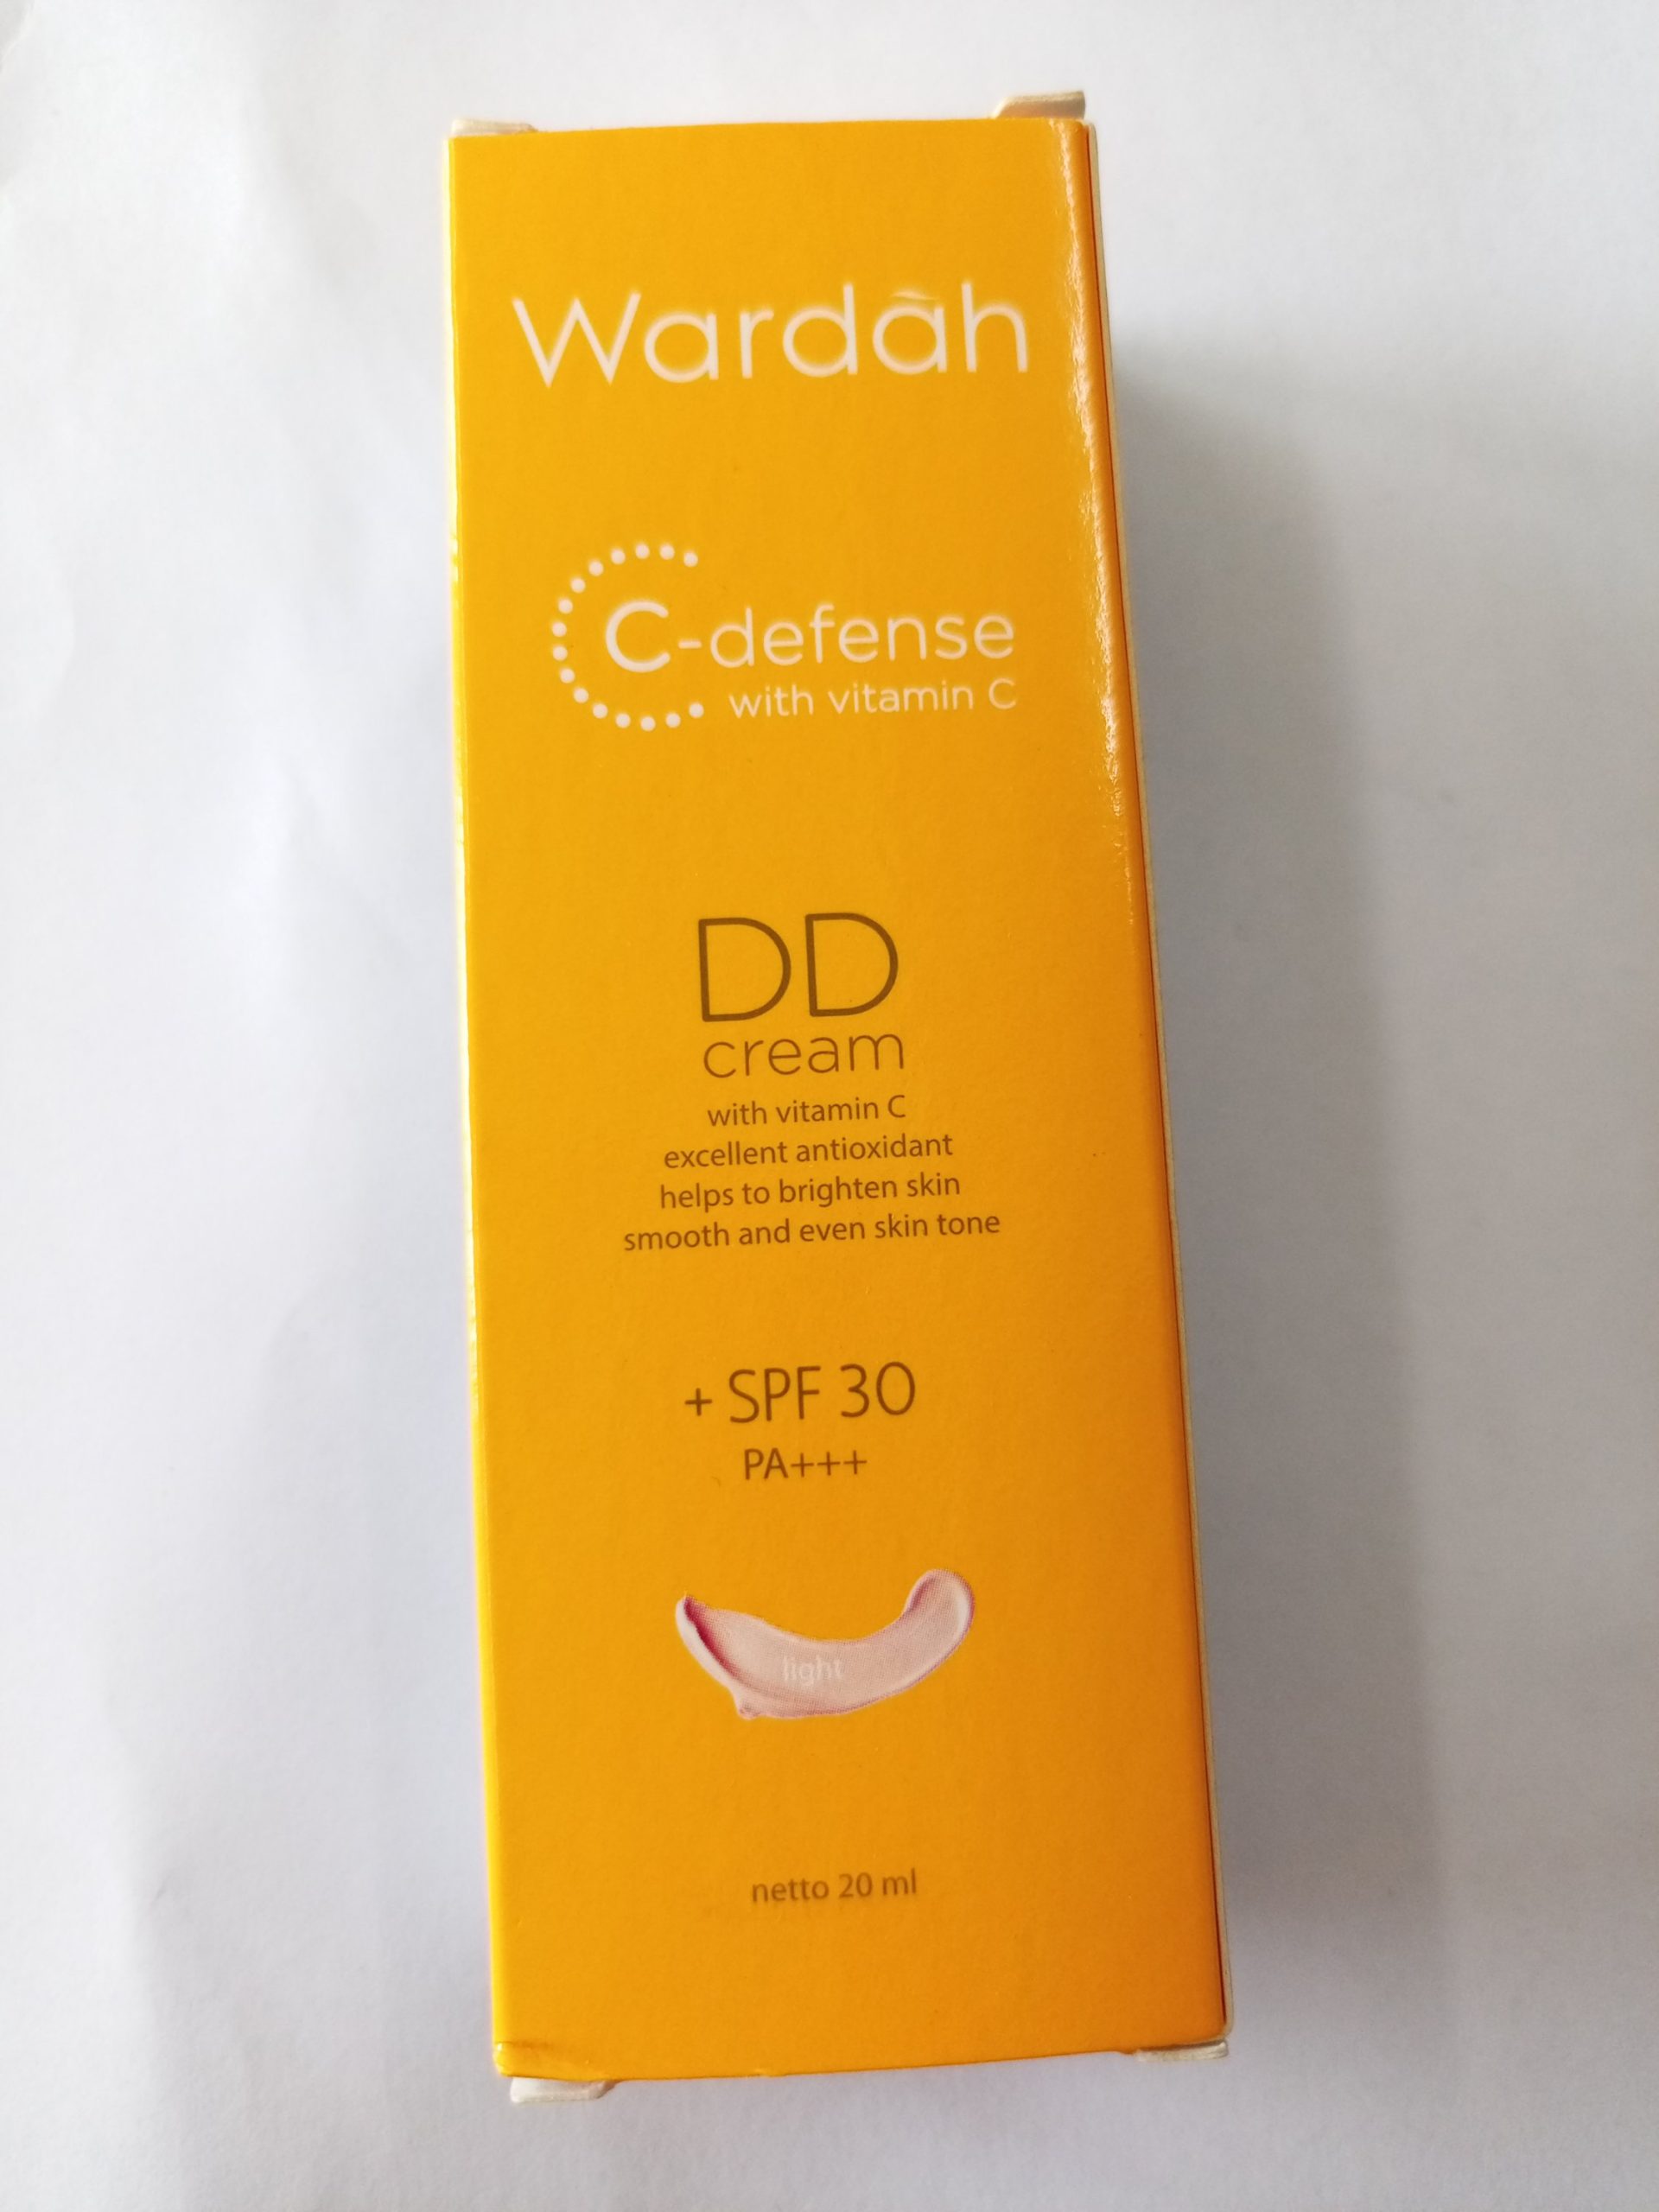 Wardàh
C-defense
with vitamin C
DD
cream
with vitamin C
excellent antioxidant
helps to brighten skin
smooth and even skin tone
+ SPF 30
PA+++
light
netto 20 ml